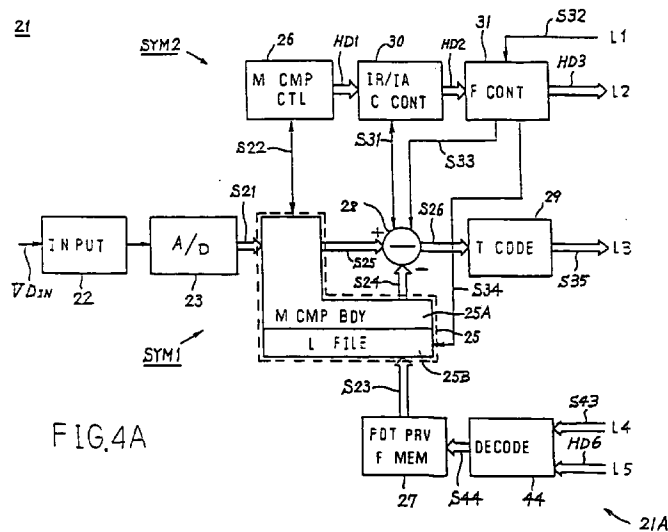 21
SYM2
26
M CMP
CTL
HD1
30
IR/IA
C CONT
HD2
31
F CONT
S32
L1
HD3
L2
S22
S31
S33
S21
28
+
S26
29
INPUT
22
A/D
23
S25
−
T CODE
L3
S35
VDIN
S24
-
S34
M CMP BDY
25A
SYM1
L FILE
25
25B
S23
FIG.4A
S43
L4
FDT PRV
F MEM
27
S44
DECODE
44
HD6
L5
21A